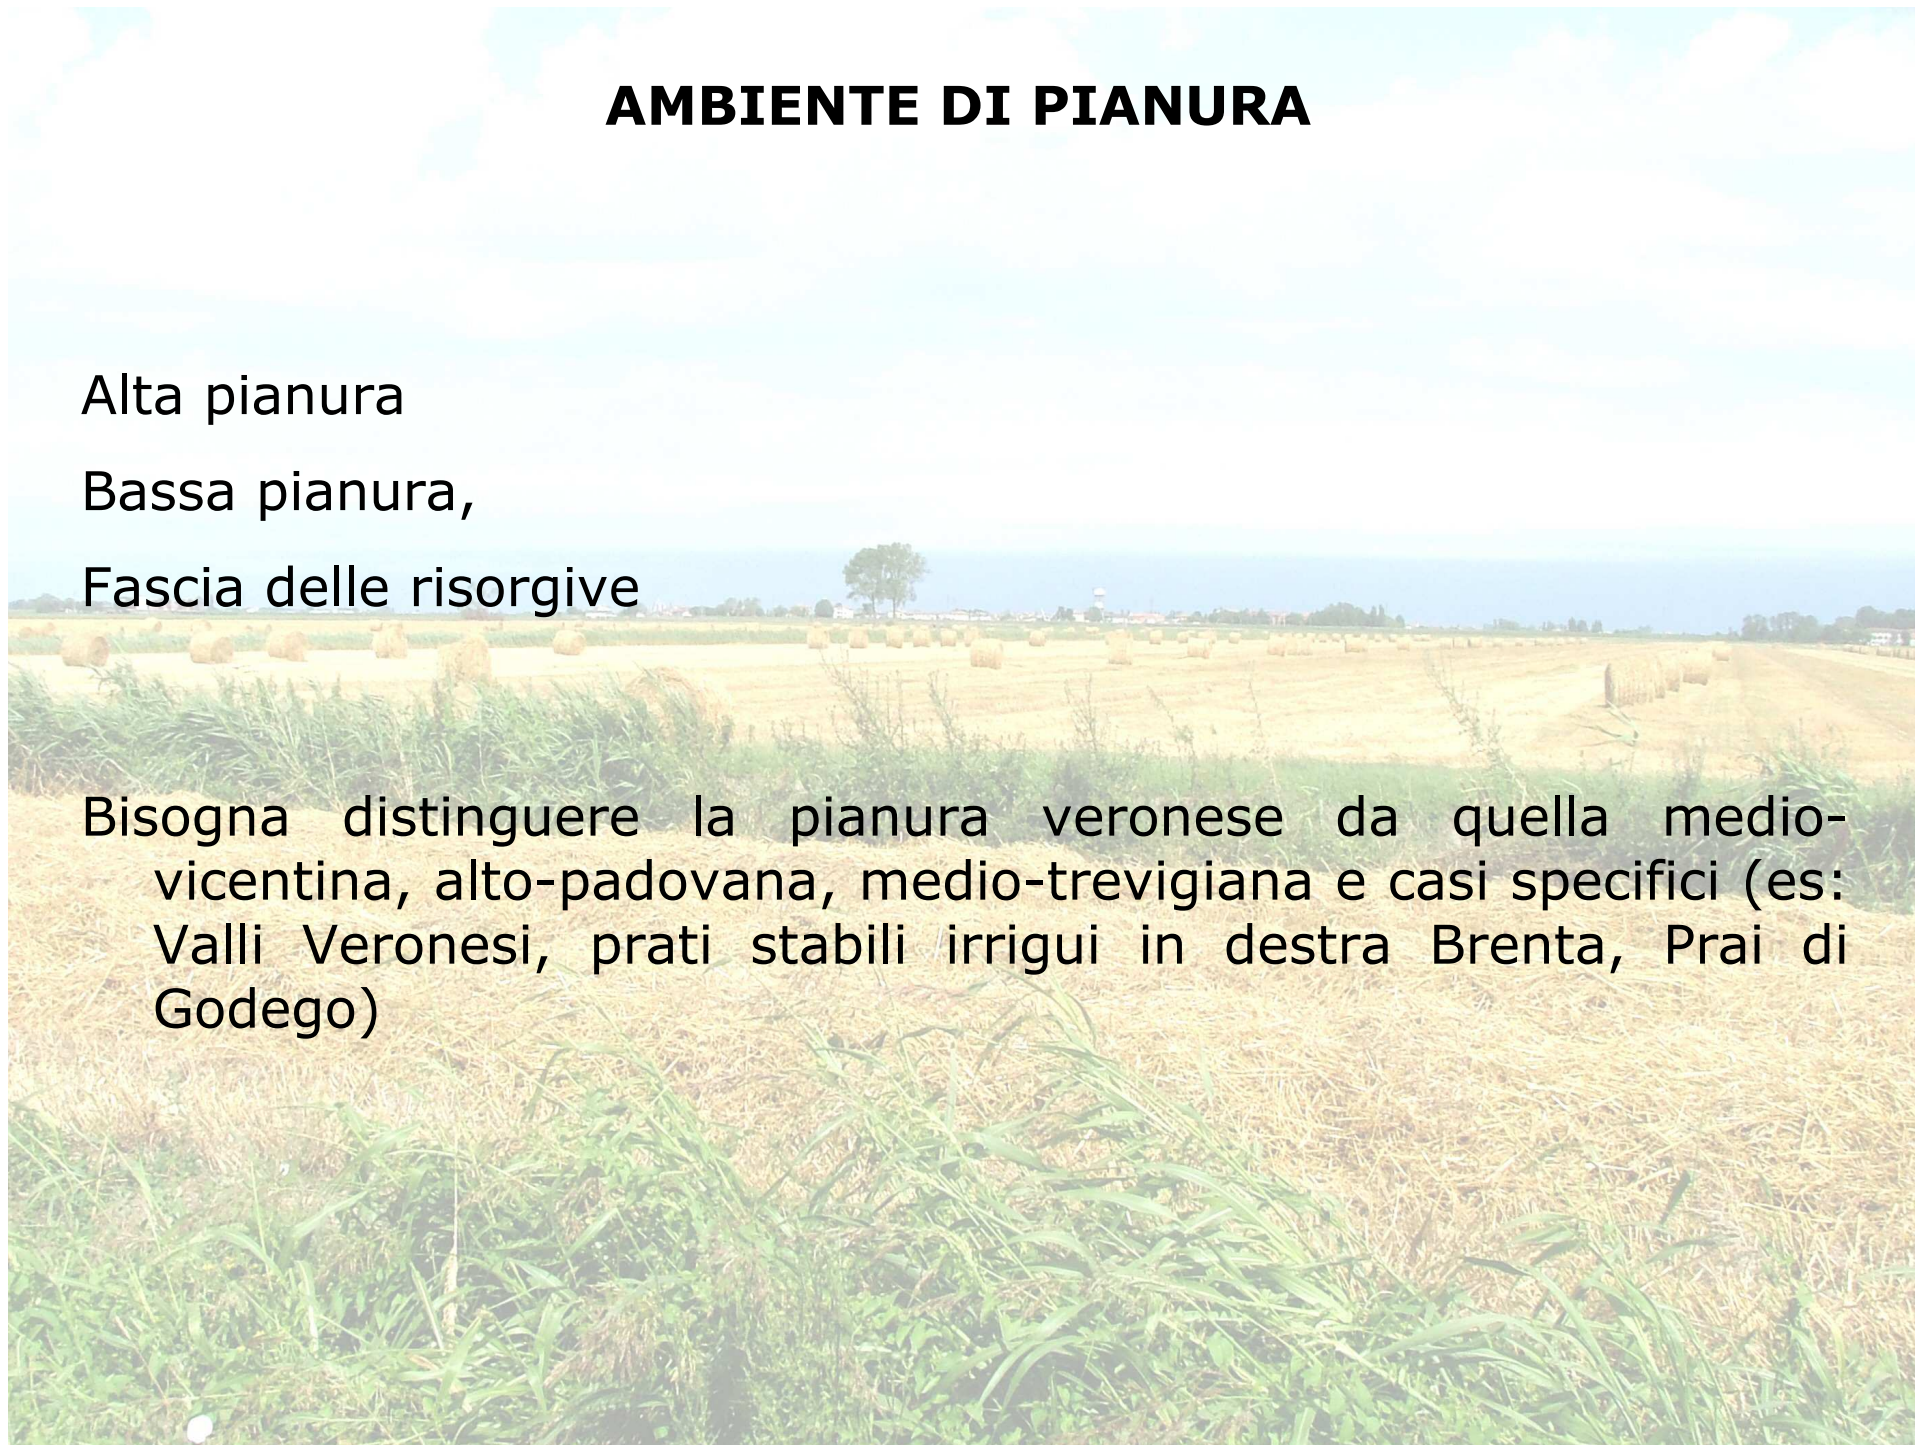 AMBIENTE DI PIANURA
Alta pianura
Bassa pianura,
Fascia delle risorgive
Bisogna distinguere la pianura veronese da quella medio-
vicentina, alto-padovana, medio-trevigiana e casi specifici (es:
Valli Veronesi, prati stabili irrigui in destra Brenta, Prai di
Godego)